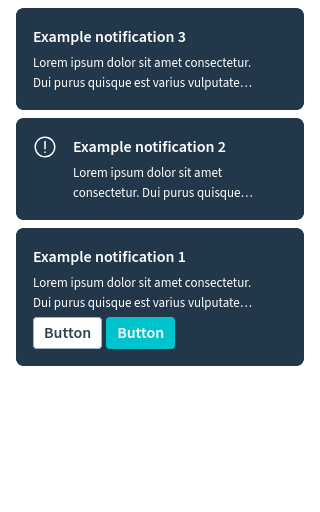 Example notification 3
Lorem ipsum dolor sit amet consectetur.
Dui purus quisque est varius vulputate…
Example notification 2
Lorem ipsum dolor sit amet
consectetur. Dui purus quisque…
Example notification 1
Lorem ipsum dolor sit amet consectetur.
Dui purus quisque est varius vulputate…
Button Button